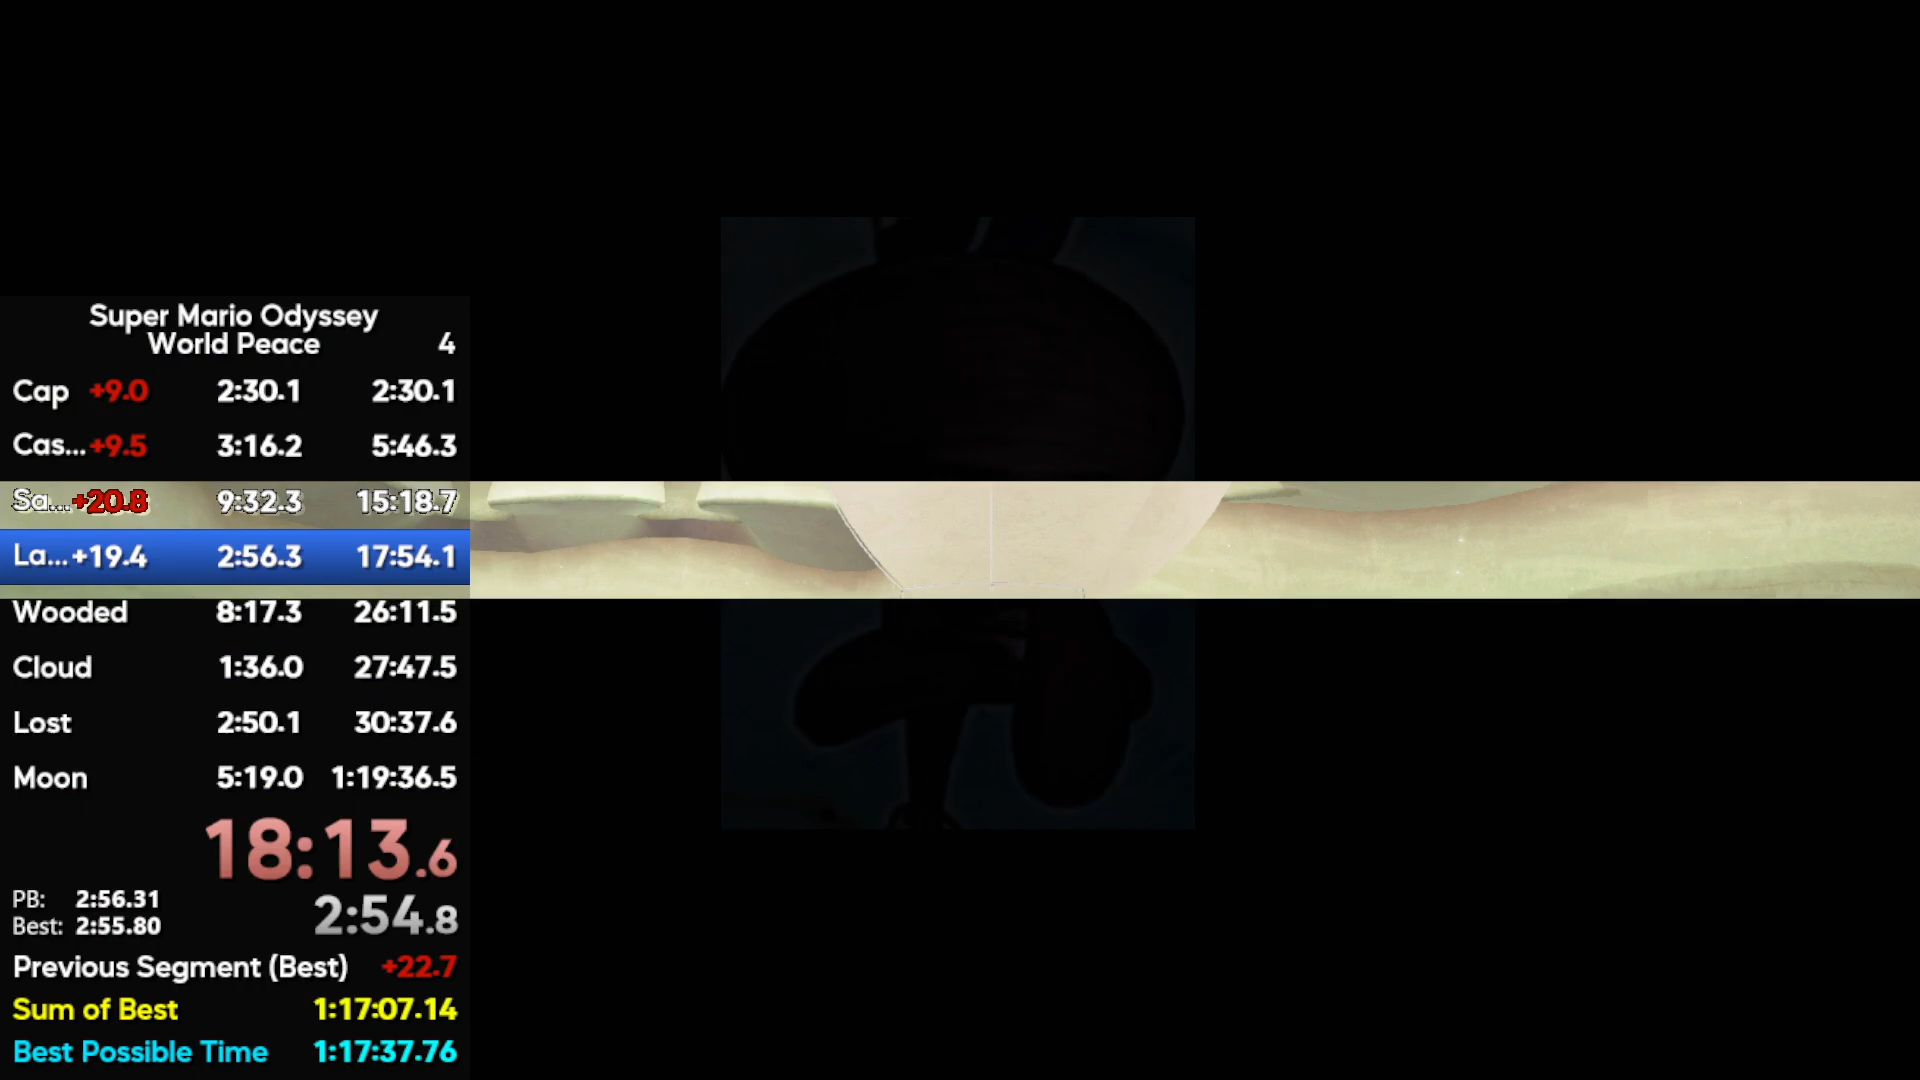 Super Mario Odyssey
World Peace 4
Cap +9.0 2:30.1 2:30.1
Cas... +9.5 3:16.2 5:46.3
Sa... +20.8 9:32.3 15:18.7
La... +19.4 2:56.3 17:54.1
Wooded 8:17.3 26:11.5
Cloud 1:36.0 27:47.5
Lost 2:50.1 30:37.6
Moon 5:19.0 1:19:36.5
18:13.6
PB: 2:56.31
Best: 2:55.80
2:54.8
Previous Segment (Best) +22.7
Sum of Best 1:17:07.14
Best Possible Time 1:17:37.76